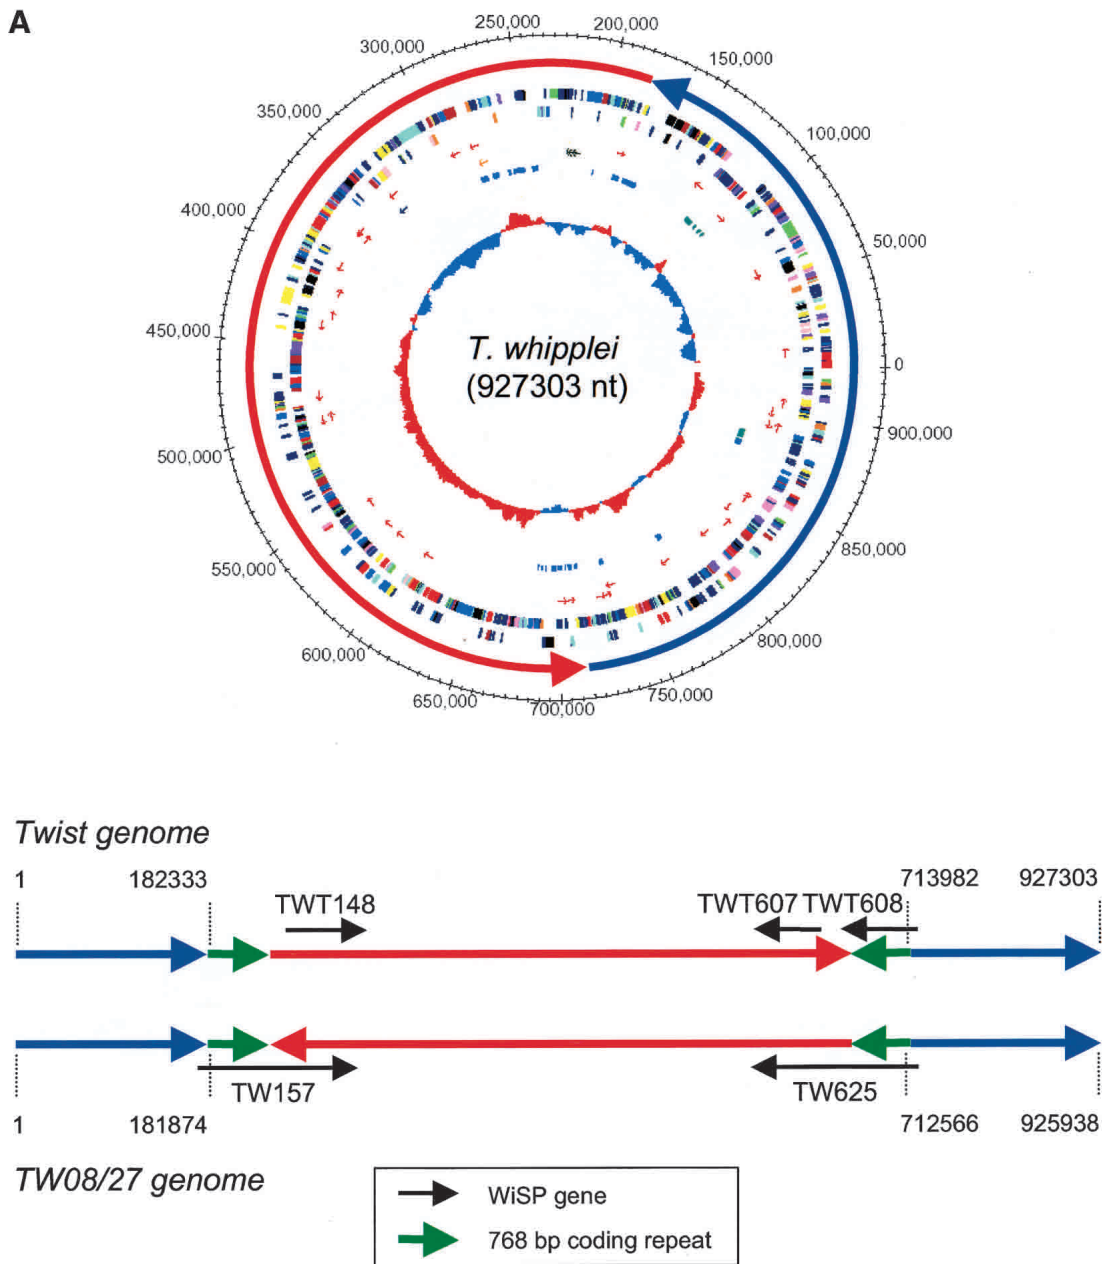 A
250,000
200,000
300,000
150,000
350,000
100,000
400,000
50,000
450,000
T. whipplei
(927303 nt)
0
900,000
500,000
850,000
550,000
800,000
600,000
650,000
700,000
750,000
Twist genome
1
182333
713982
927303
TWT148
TWT607
TWT608
TW157
TW625
1
181874
712566
925938
TW08/27 genome
WiSP gene
768 bp coding repeat